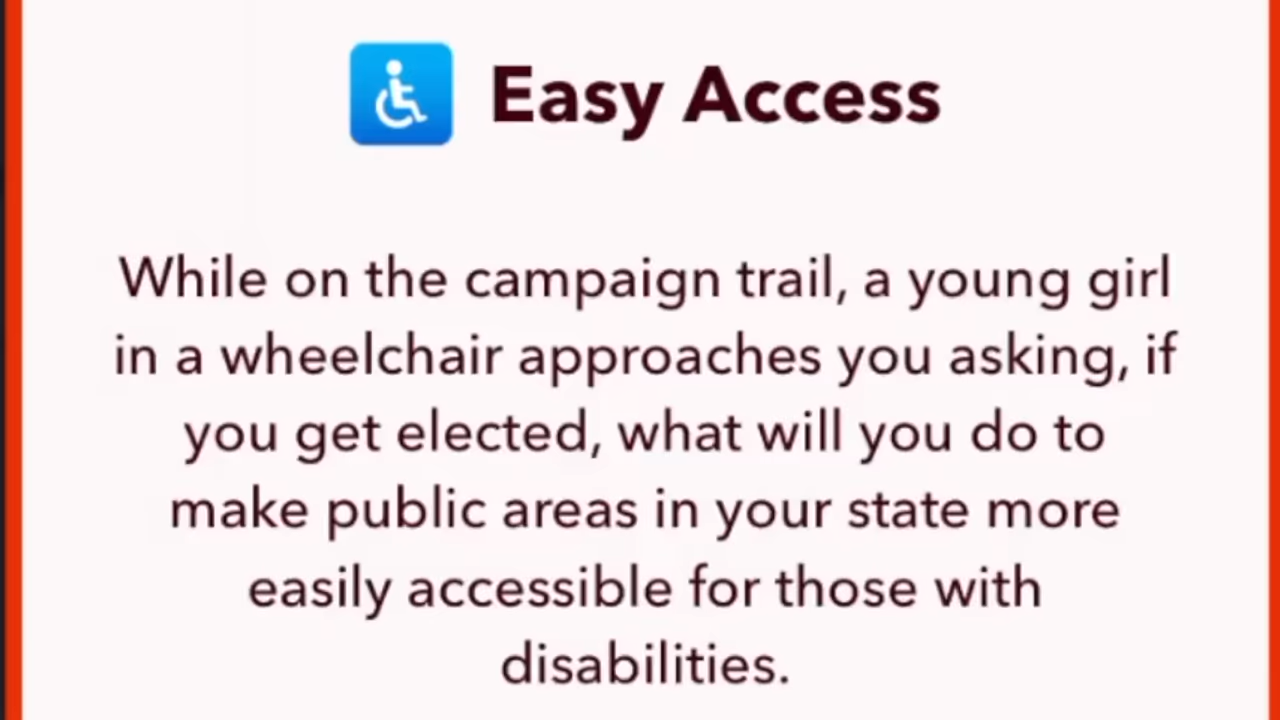 Easy Access
While on the campaign trail, a young girl
in a wheelchair approaches you asking, if
you get elected, what will you do to
make public areas in your state more
easily accessible for those with
disabilities.